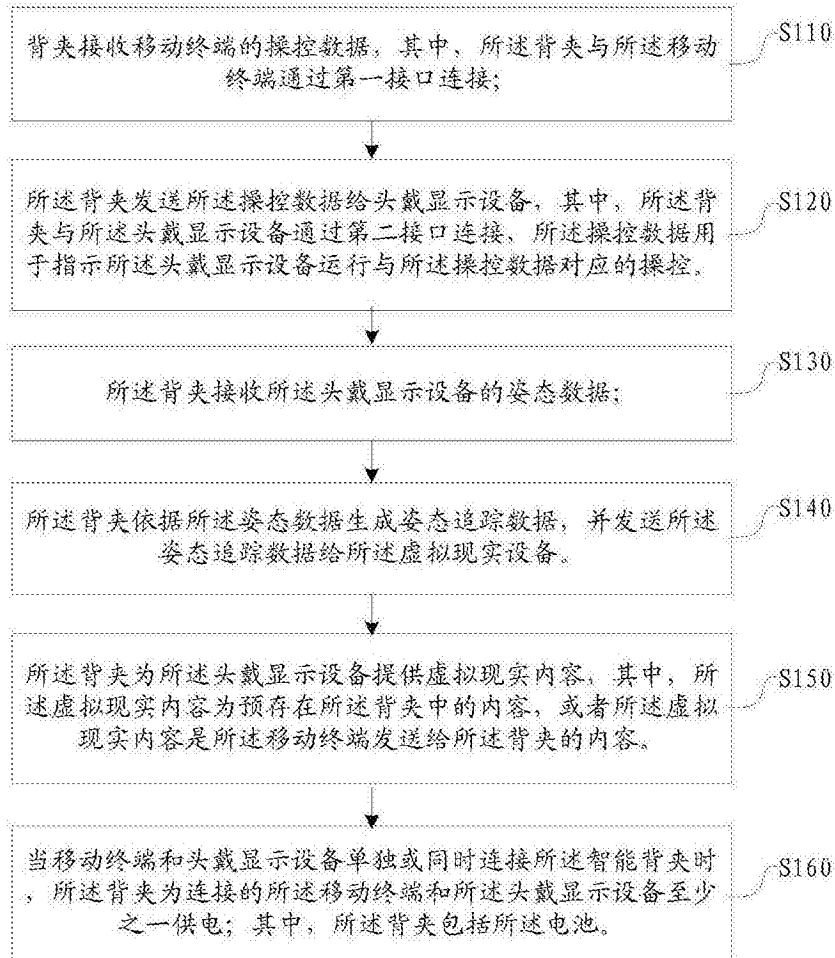 背夹接收移动终端的操控数据，其中、所述背夹与所述移动
终端通过第一接口连接；
S110
所述背夹发送所述操控数据给头戴显示设备，其中，所述背
夹与所述头戴显示设备通过第二接口连接、所述操控数据用
于指示所述头戴显示设备运行与所述操控数据对应的操控。
S120
所述背夹接收所述头戴显示设备的姿态数据；
S130
所述背夹依据所述姿态数据生成姿态追踪数据，并发送所述
姿态追踪数据给所述虚拟现实设备。
S140
所述背夹为所述头戴显示设备提供虚拟现实内容，其中，所
述虚拟现实内容为预存在所述背夹中的内容，或者所述虚拟
现实内容是所述移动终端发送给所述背夹的内容。
S150
当移动终端和头戴显示设备单独或同时连接所述智能背夹时
，所述背夹为连接的所述移动终端和所述头戴显示设备至少
之一供电；其中，所述背夹包括所述电池。
S160